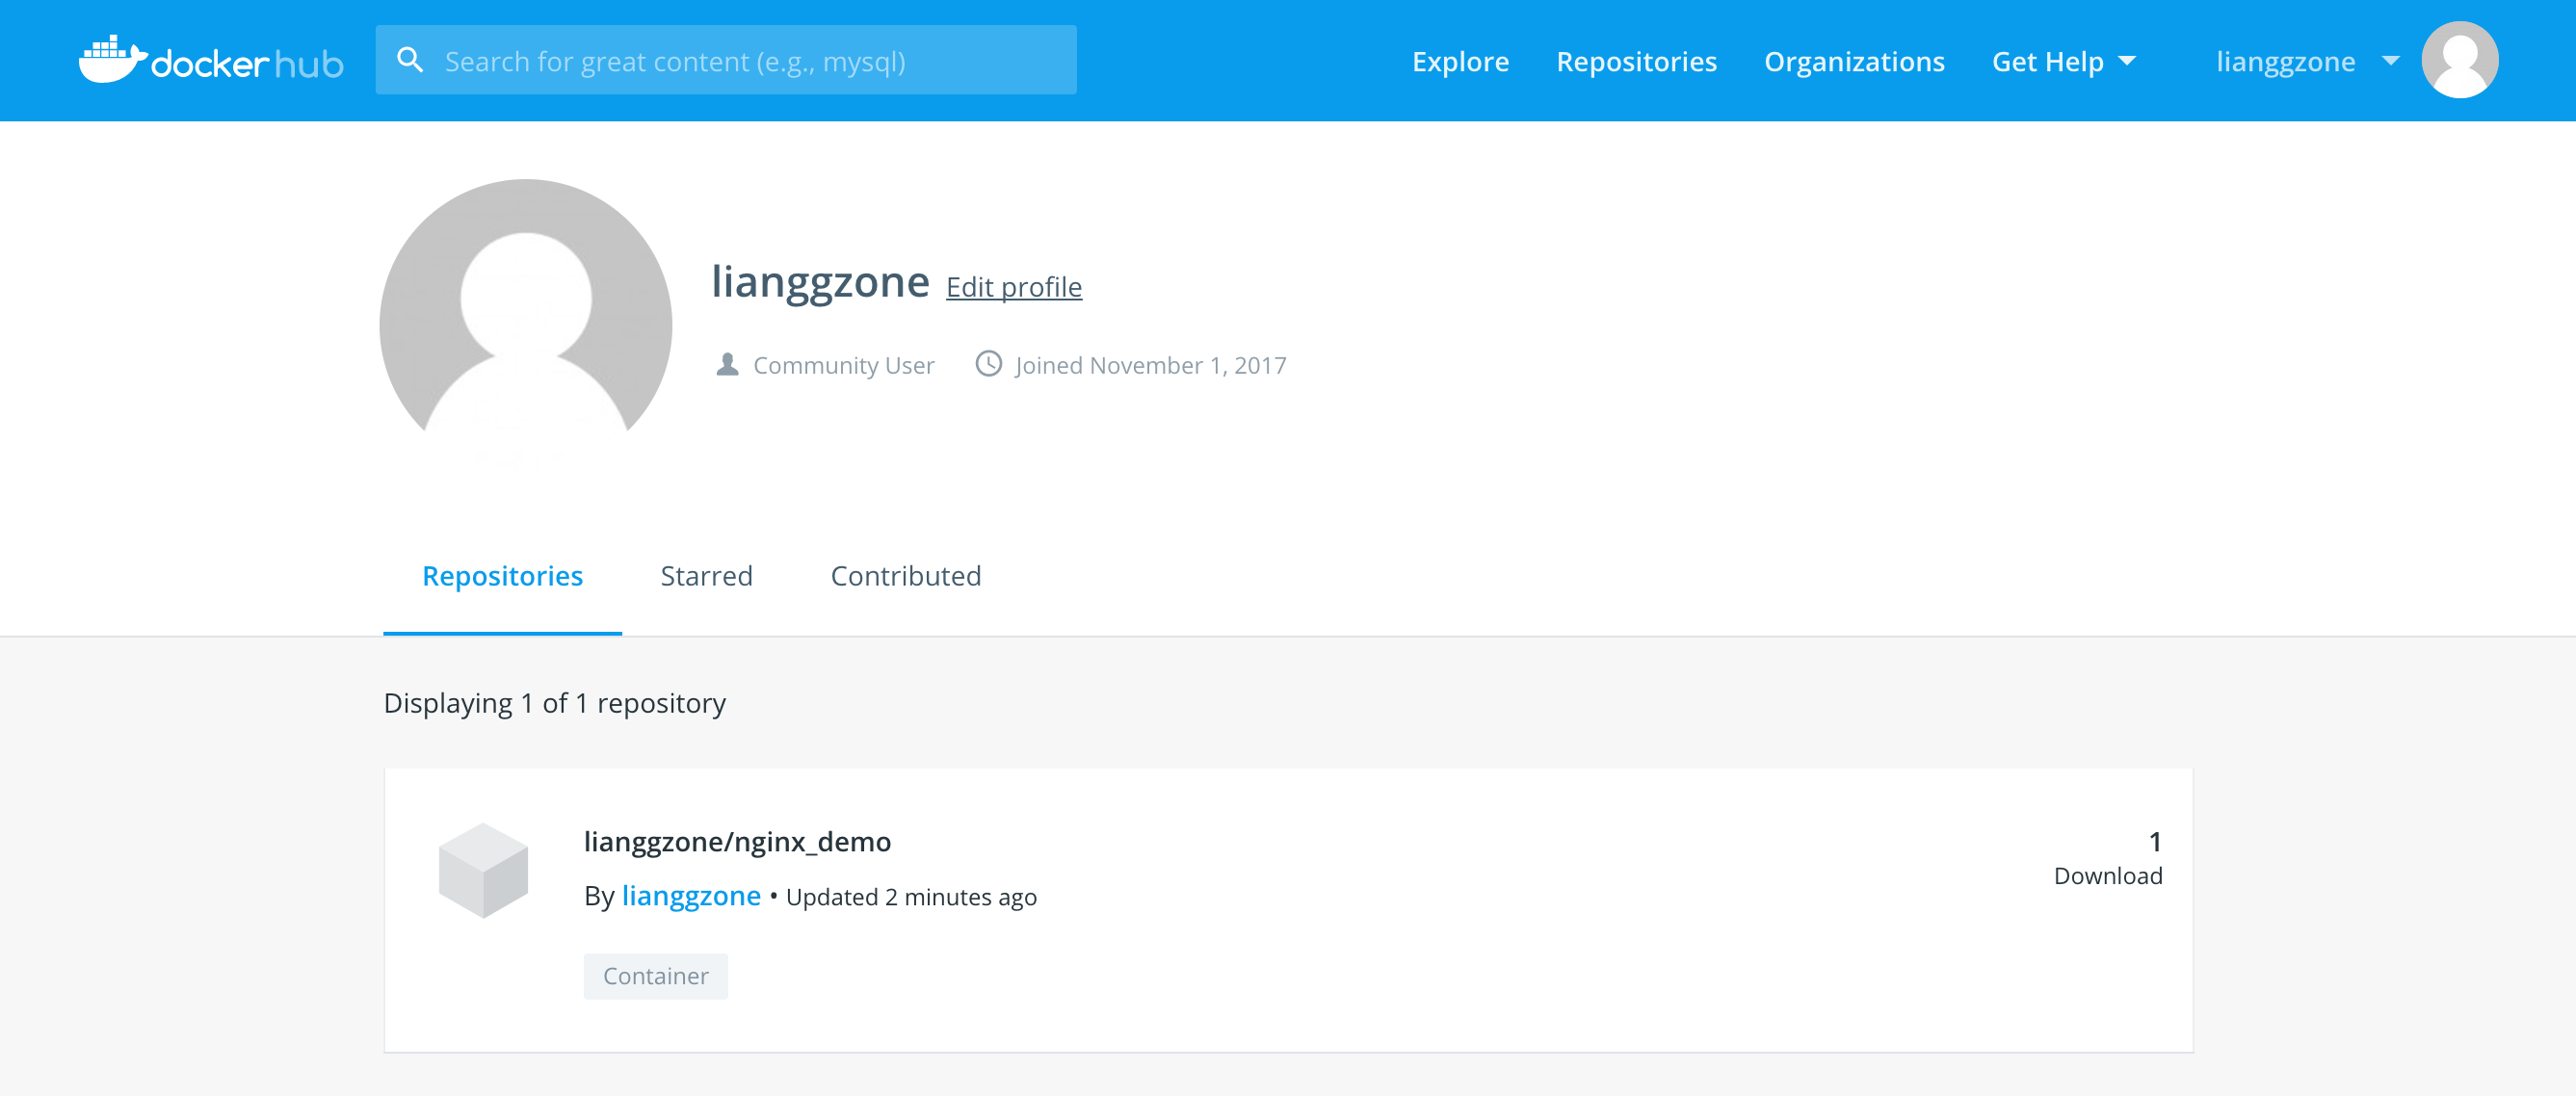 docker hub
Search for great content (e.g., mysql)
Explore
Repositories
Organizations
Get Help
lianggzone
lianggzone Edit profile
Community User
Joined November 1, 2017
Repositories
Starred
Contributed
Displaying 1 of 1 repository
lianggzone/nginx_demo
By lianggzone • Updated 2 minutes ago
Container
1
Download